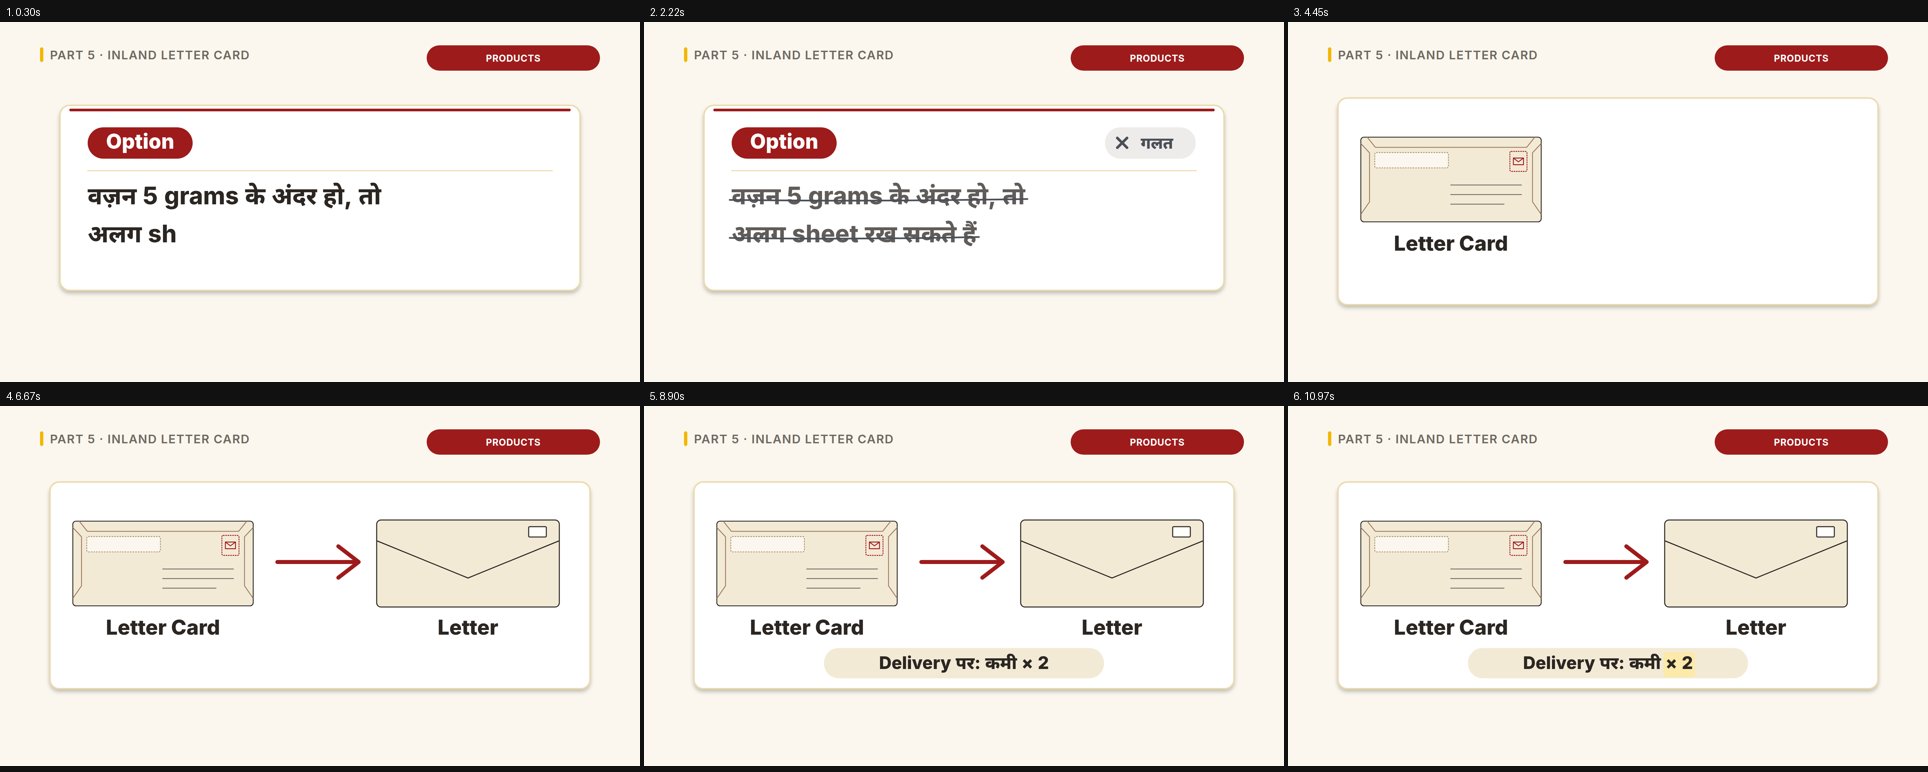 1. 0.30s
PART 5 · INLAND LETTER CARD
PRODUCTS
Option
वज़न 5 grams के अंदर हो, तो
अलग sh
2. 2.22s
PART 5 · INLAND LETTER CARD
PRODUCTS
Option
✕ गलत
वज़न 5 grams के अंदर हो, तो
अलग sheet रख सकते हैं
3. 4.45s
PART 5 · INLAND LETTER CARD
PRODUCTS
Letter Card
4. 6.67s
PART 5 · INLAND LETTER CARD
PRODUCTS
Letter Card
Letter
5. 8.90s
PART 5 · INLAND LETTER CARD
PRODUCTS
Letter Card
Letter
Delivery पर: कमी × 2
6. 10.97s
PART 5 · INLAND LETTER CARD
PRODUCTS
Letter Card
Letter
Delivery पर: कमी × 2